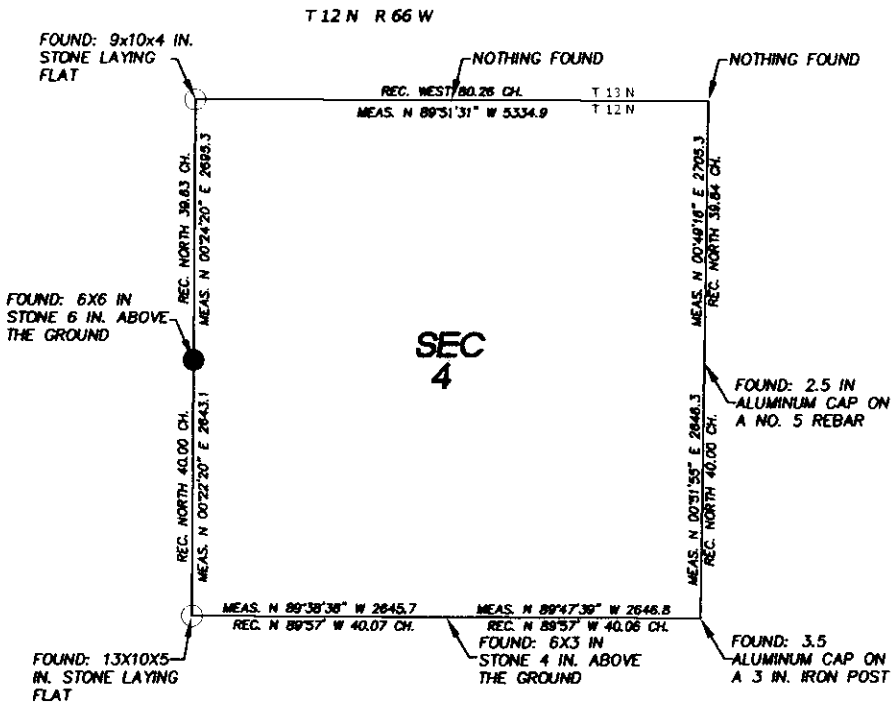 T 12 N R 66 W
FOUND: 9x10x4 IN.
STONE LAYING
FLAT
NOTHING FOUND
NOTHING FOUND
REC. WEST 80.26 CH.
T 13 N
MEAS. N 89°51'31" W 5334.9
T 12 N
REC. NORTH 39.83 CH.
MEAS. N 00°24'20" E 2695.3
MEAS. N 00°49'18" E 2705.3
REC. NORTH 39.84 CH.
FOUND: 6X6 IN
STONE 6 IN. ABOVE
THE GROUND
SEC
4
FOUND: 2.5 IN
ALUMINUM CAP ON
A NO. 5 REBAR
REC. NORTH 40.00 CH.
MEAS. N 00°22'20" E 2643.1
MEAS. N 00°51'55" E 2646.3
REC. NORTH 40.00 CH.
MEAS. N 89°38'38" W 2645.7
MEAS. N 89°47'39" W 2646.8
REC. N 89°57' W 40.07 CH.
REC. N 89°57' W 40.06 CH.
FOUND: 13X10X5
IN. STONE LAYING
FLAT
FOUND: 6X3 IN
STONE 4 IN. ABOVE
THE GROUND
FOUND: 3.5
ALUMINUM CAP ON
A 3 IN. IRON POST